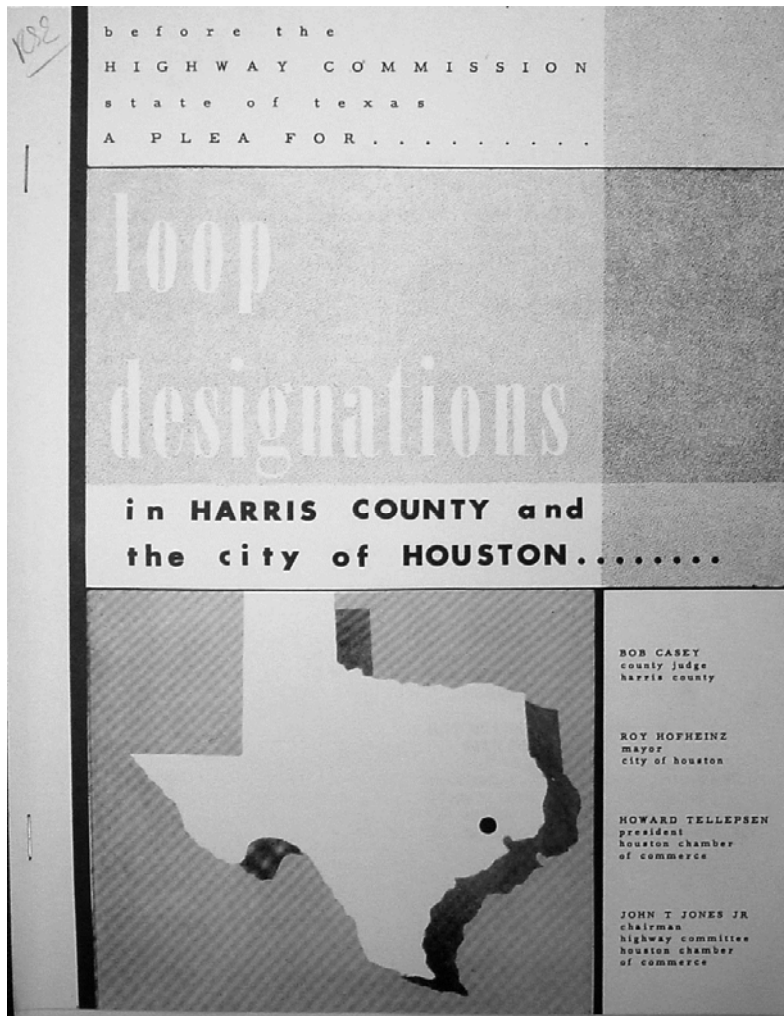 before the
HIGHWAY COMMISSION
state of texas
A PLEA FOR..........
loop
designations
in HARRIS COUNTY and
the city of HOUSTON........
BOB CASEY
county judge
harris county
ROY HOFHEINZ
mayor
city of houston
HOWARD TELLEPSEN
president
houston chamber
of commerce
JOHN T JONES JR
chairman
highway committee
houston chamber
of commerce